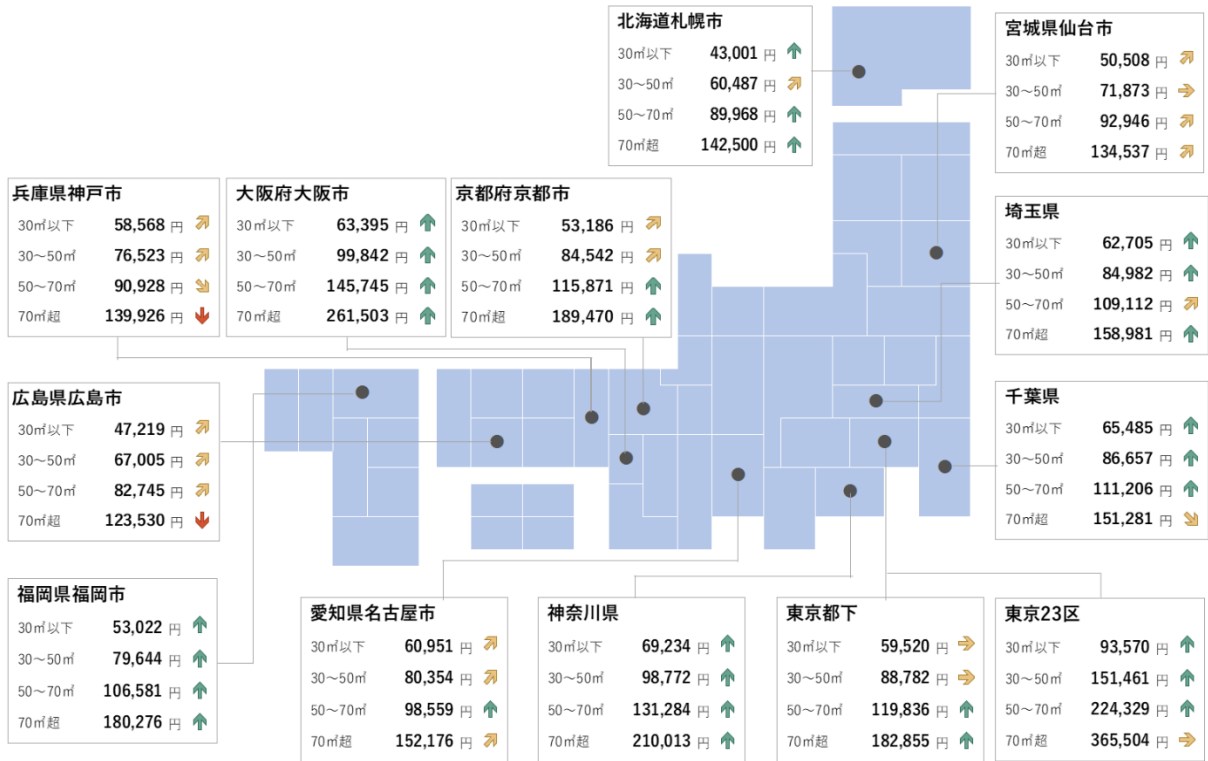 北海道札幌市
30㎡以下 43,001 円
30～50㎡ 60,487 円
50～70㎡ 89,968 円
70㎡超 142,500 円
宮城県仙台市
30㎡以下 50,508 円
30～50㎡ 71,873 円
50～70㎡ 92,946 円
70㎡超 134,537 円
兵庫県神戸市
30㎡以下 58,568 円
30～50㎡ 76,523 円
50～70㎡ 90,928 円
70㎡超 139,926 円
大阪府大阪市
30㎡以下 63,395 円
30～50㎡ 99,842 円
50～70㎡ 145,745 円
70㎡超 261,503 円
京都府京都市
30㎡以下 53,186 円
30～50㎡ 84,542 円
50～70㎡ 115,871 円
70㎡超 189,470 円
埼玉県
30㎡以下 62,705 円
30～50㎡ 84,982 円
50～70㎡ 109,112 円
70㎡超 158,981 円
広島県広島市
30㎡以下 47,219 円
30～50㎡ 67,005 円
50～70㎡ 82,745 円
70㎡超 123,530 円
千葉県
30㎡以下 65,485 円
30～50㎡ 86,657 円
50～70㎡ 111,206 円
70㎡超 151,281 円
福岡県福岡市
30㎡以下 53,022 円
30～50㎡ 79,644 円
50～70㎡ 106,581 円
70㎡超 180,276 円
愛知県名古屋市
30㎡以下 60,951 円
30～50㎡ 80,354 円
50～70㎡ 98,559 円
70㎡超 152,176 円
神奈川県
30㎡以下 69,234 円
30～50㎡ 98,772 円
50～70㎡ 131,284 円
70㎡超 210,013 円
東京都下
30㎡以下 59,520 円
30～50㎡ 88,782 円
50～70㎡ 119,836 円
70㎡超 182,855 円
東京23区
30㎡以下 93,570 円
30～50㎡ 151,461 円
50～70㎡ 224,329 円
70㎡超 365,504 円